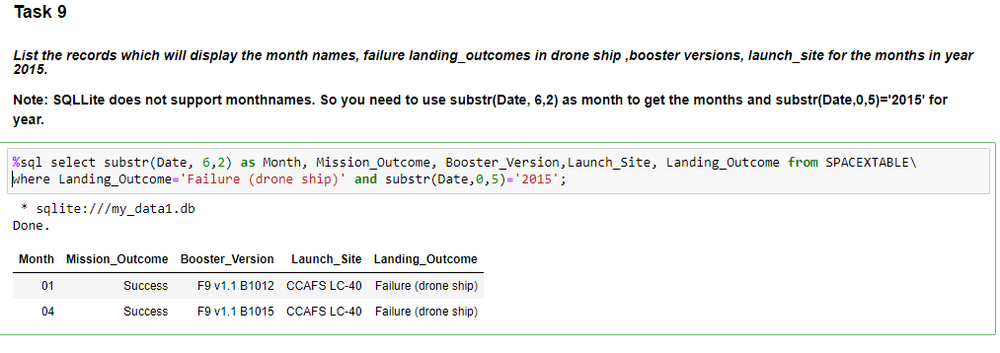 Task 9
List the records which will display the month names, failure landing_outcomes in drone ship ,booster versions, launch_site for the months in year
2015.
Note: SQLLite does not support monthnames. So you need to use substr(Date, 6,2) as month to get the months and substr(Date,0,5)='2015' for
year.
%sql select substr(Date, 6,2) as Month, Mission_Outcome, Booster_Version,Launch_Site, Landing_Outcome from SPACEXTABLE\
where Landing_Outcome='Failure (drone ship)' and substr(Date,0,5)='2015';
* sqlite:///my_data1.db
Done.
Month Mission_Outcome Booster_Version Launch_Site Landing_Outcome
01 Success F9 v1.1 B1012 CCAFS LC-40 Failure (drone ship)
04 Success F9 v1.1 B1015 CCAFS LC-40 Failure (drone ship)